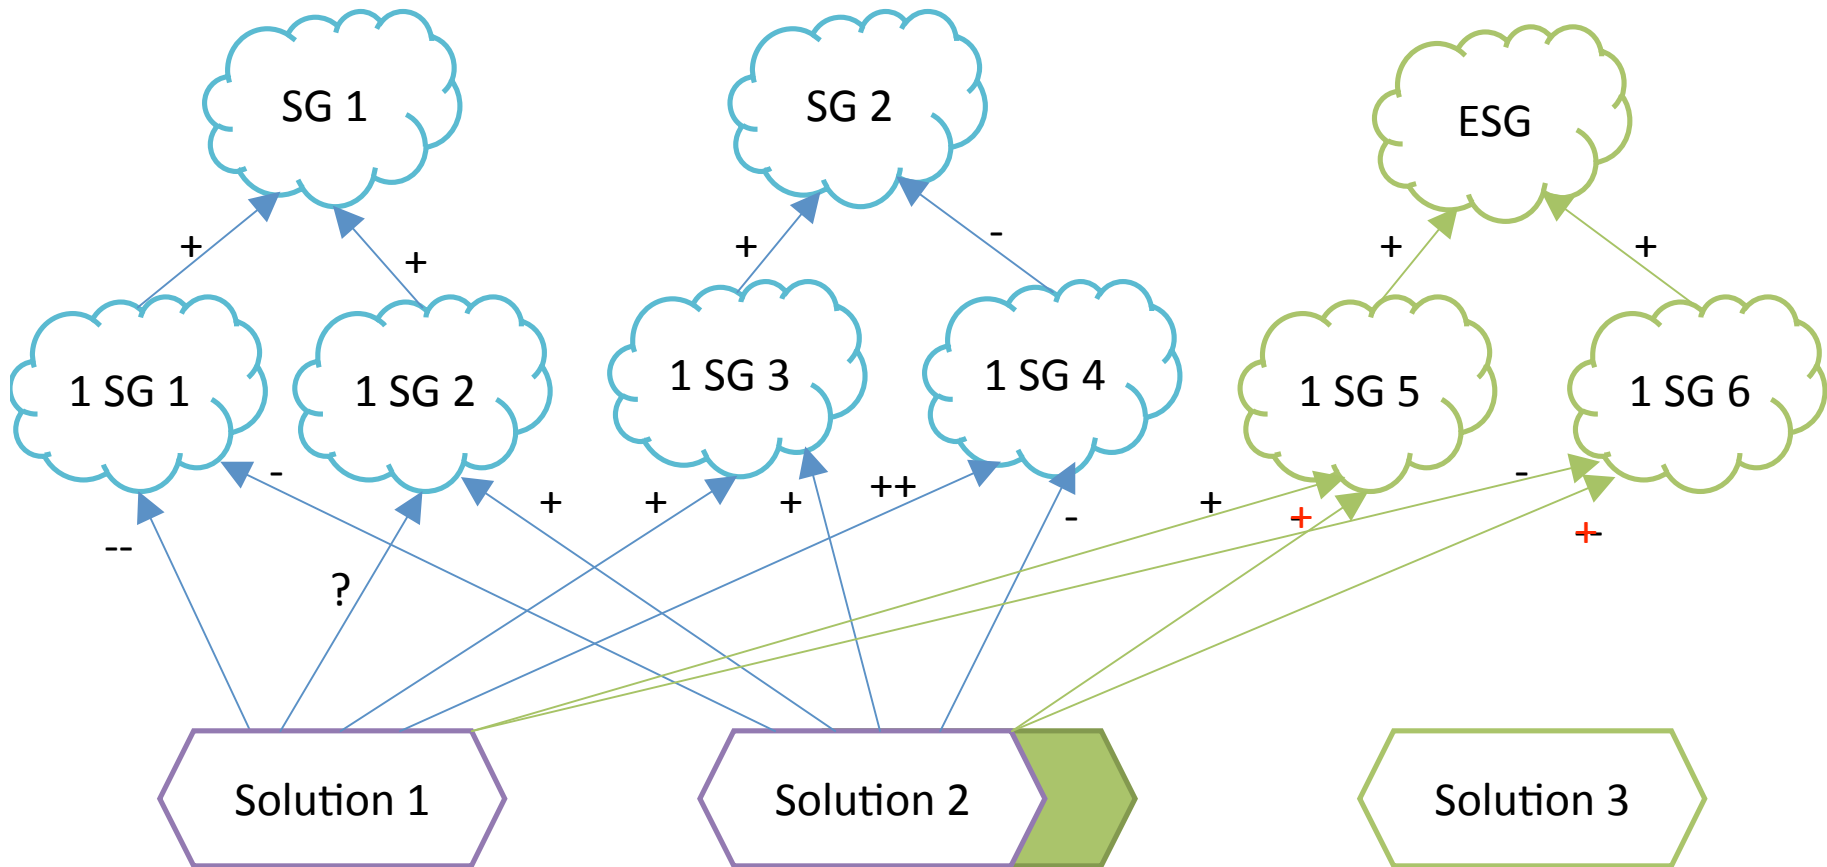 SG 1
SG 2
ESG
+
+
+
-
+
+
1 SG 1
1 SG 2
1 SG 3
1 SG 4
1 SG 5
1 SG 6
-
+
+
+
++
-
+
+
-
+
--
?
Solution 1
Solution 2
Solution 3